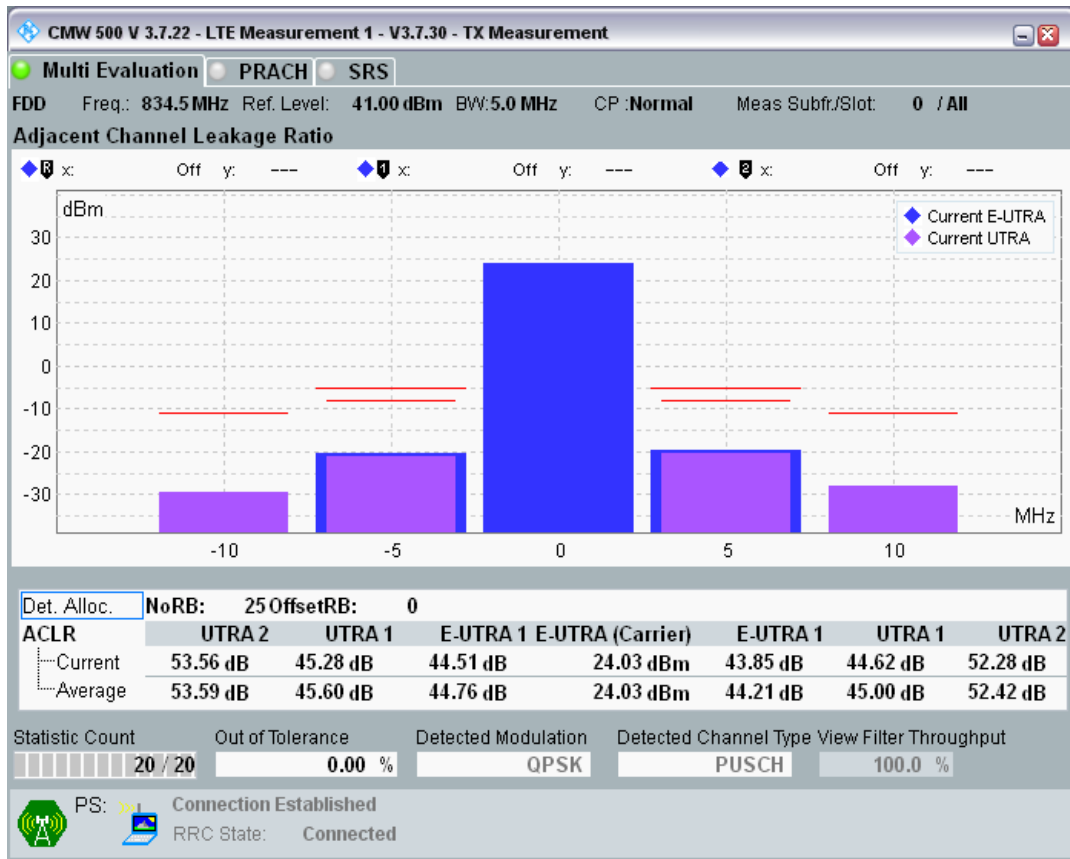 CMW 500 V 3.7.22 - LTE Measurement 1 - V3.7.30 - TX Measurement
Multi Evaluation PRACH SRS
FDD Freq.: 834.5 MHz Ref. Level: 41.00 dBm BW:5.0 MHz CP :Normal Meas Subfr./Slot: 0 / All
Adjacent Channel Leakage Ratio
R x: Off y: --- 1 x: Off y: --- 2 x: Off y: ---
dBm
Current E-UTRA
Current UTRA
30
20
10
0
-10
-20
-30
MHz
-10 -5 0 5 10
Det. Alloc. NoRB: 25 OffsetRB: 0
ACLR UTRA 2 UTRA 1 E-UTRA 1 E-UTRA (Carrier) E-UTRA 1 UTRA 1 UTRA 2
Current 53.56 dB 45.28 dB 44.51 dB 24.03 dBm 43.85 dB 44.62 dB 52.28 dB
Average 53.59 dB 45.60 dB 44.76 dB 24.03 dBm 44.21 dB 45.00 dB 52.42 dB
Statistic Count Out of Tolerance Detected Modulation Detected Channel Type View Filter Throughput
20 / 20 0.00 % QPSK PUSCH 100.0 %
PS: Connection Established
RRC State: Connected